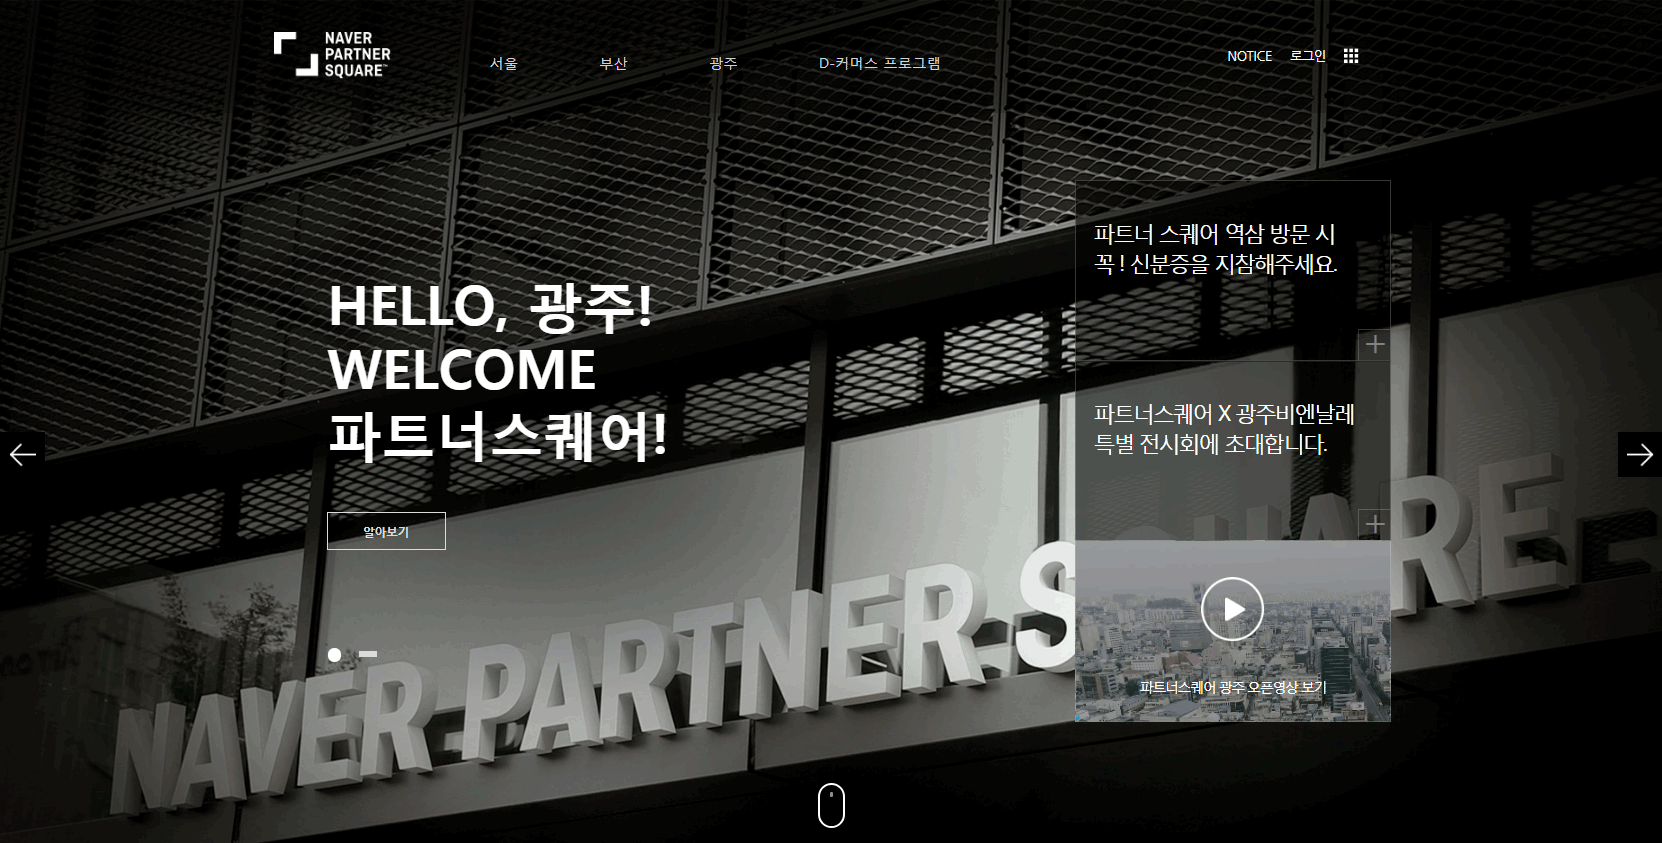 NAVER
PARTNER
SQUARE™
서울
부산
광주
D-커머스 프로그램
NOTICE
로그인
HELLO, 광주!
WELCOME
파트너스퀘어!
알아보기
파트너 스퀘어 역삼 방문 시
꼭 ! 신분증을 지참해주세요.
파트너스퀘어 X 광주비엔날레
특별 전시회에 초대합니다.
파트너스퀘어 광주 오픈영상 보기
NAVER PARTNER SQUARE